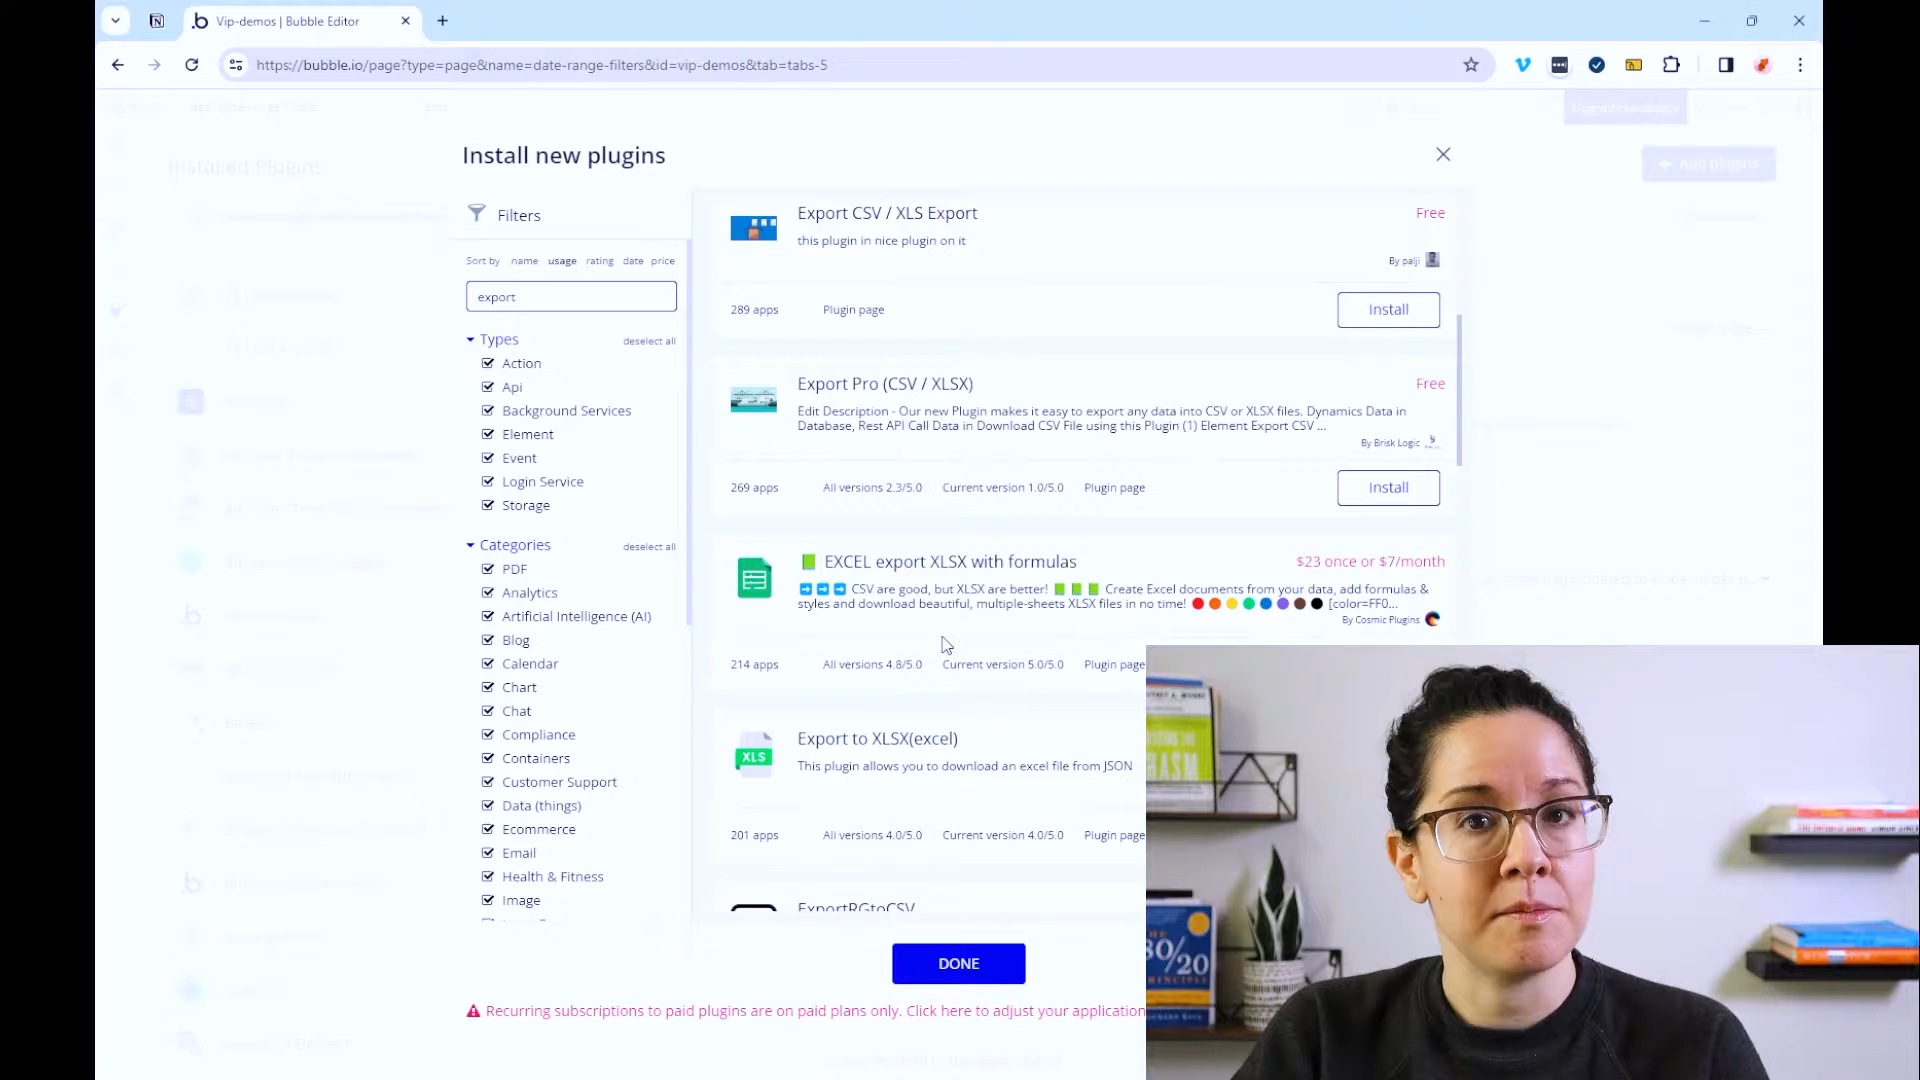 Vip-demos | Bubble Editor
https://bubble.io/page?type=page&name=date-range-filters&id=vip-demos&tab=tabs-5
Installed Plugins
Add plugins
Install new plugins
Filters
Sort by name usage rating date price
export
Types deselect all
Action
Api
Background Services
Element
Event
Login Service
Storage
Categories deselect all
PDF
Analytics
Artificial Intelligence (AI)
Blog
Calendar
Chart
Chat
Compliance
Containers
Customer Support
Data (things)
Ecommerce
Email
Health & Fitness
Image
Export CSV / XLS Export Free
this plugin in nice plugin on it
By palji
289 apps Plugin page Install
Export Pro (CSV / XLSX) Free
Edit Description - Our new Plugin makes it easy to export any data into CSV or XLSX files. Dynamics Data in
Database, Rest API Call Data in Download CSV File using this Plugin (1) Element Export CSV ...
By Brisk Logic
269 apps All versions 2.3/5.0 Current version 1.0/5.0 Plugin page Install
EXCEL export XLSX with formulas $23 once or $7/month
CSV are good, but XLSX are better! Create Excel documents from your data, add formulas &
styles and download beautiful, multiple-sheets XLSX files in no time! [color=FF0...
By Cosmic Plugins
214 apps All versions 4.8/5.0 Current version 5.0/5.0 Plugin page
XLS
Export to XLSX(excel)
This plugin allows you to download an excel file from JSON
201 apps All versions 4.0/5.0 Current version 4.0/5.0 Plugin page
ExportRGtoCSV
DONE
Recurring subscriptions to paid plugins are on paid plans only. Click here to adjust your application
80/20
PRINCIPLE